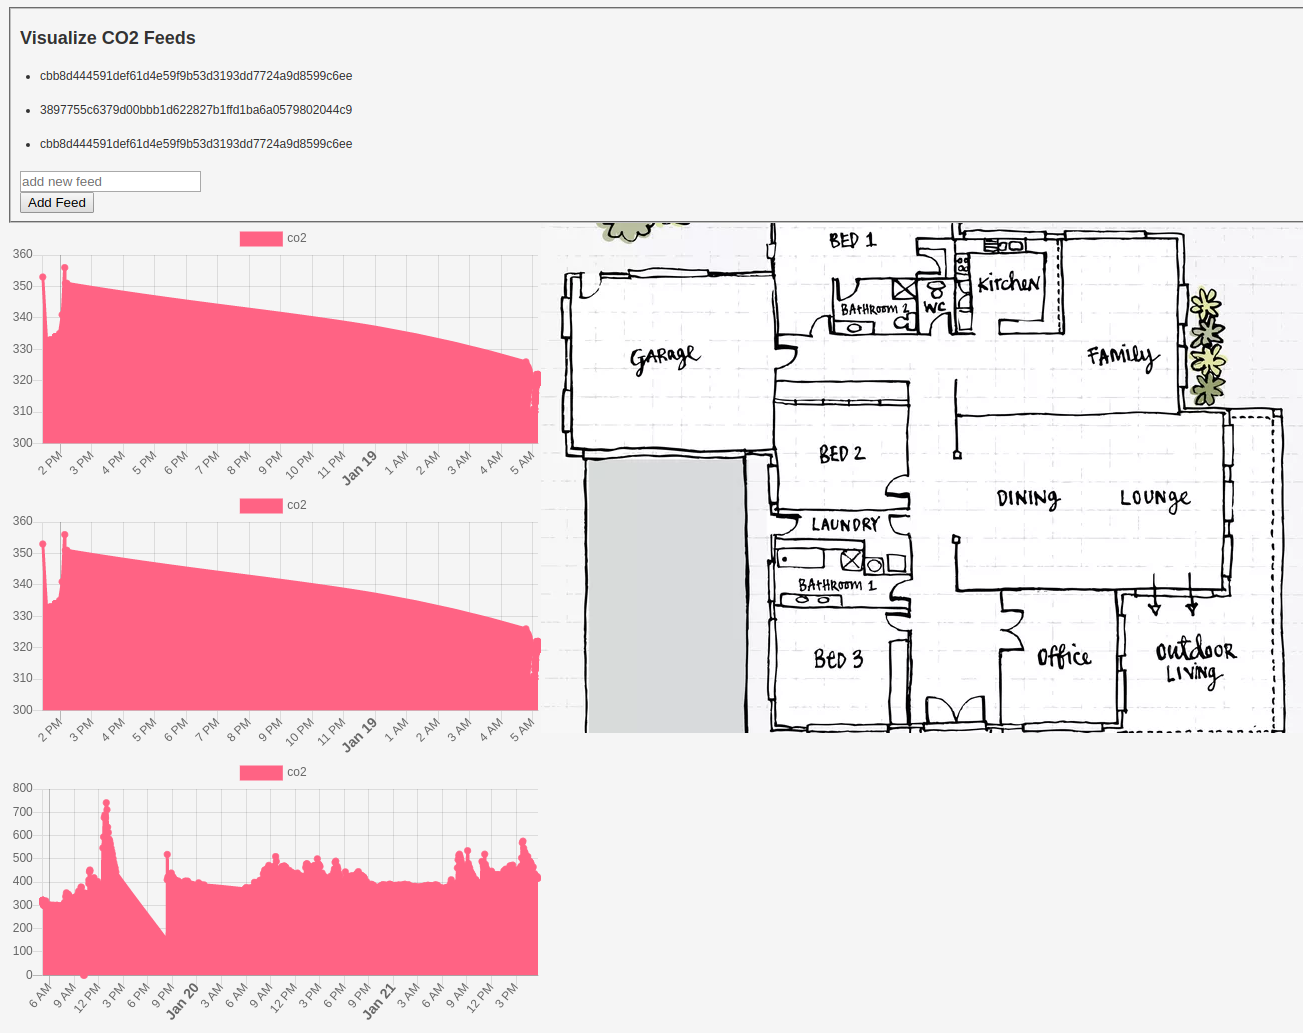 Visualize CO2 Feeds
cbb8d444591def61d4e59f9b53d3193dd7724a9d8599c6ee
3897755c6379d00bbb1d622827b1ffd1ba6a0579802044c9
cbb8d444591def61d4e59f9b53d3193dd7724a9d8599c6ee
add new feed
Add Feed
co2
360
350
340
330
320
310
300
2 PM 3 PM 4 PM 5 PM 6 PM 7 PM 8 PM 9 PM 10 PM 11 PM Jan 19 1 AM 2 AM 3 AM 4 AM 5 AM
co2
360
350
340
330
320
310
300
2 PM 3 PM 4 PM 5 PM 6 PM 7 PM 8 PM 9 PM 10 PM 11 PM Jan 19 1 AM 2 AM 3 AM 4 AM 5 AM
co2
800
700
600
500
400
300
200
100
0
6 AM 9 AM 12 PM 3 PM 6 PM 9 PM Jan 20 3 AM 6 AM 9 AM 12 PM 3 PM 6 PM 9 PM Jan 21 3 AM 6 AM 9 AM 12 PM 3 PM
BED 1
Kitchen
BATHROOM 2
WC
GARAGE
FAMILY
BED 2
DINING
LOUNGE
LAUNDRY
BATHROOM 1
BED 3
Office
Outdoor
LIVING